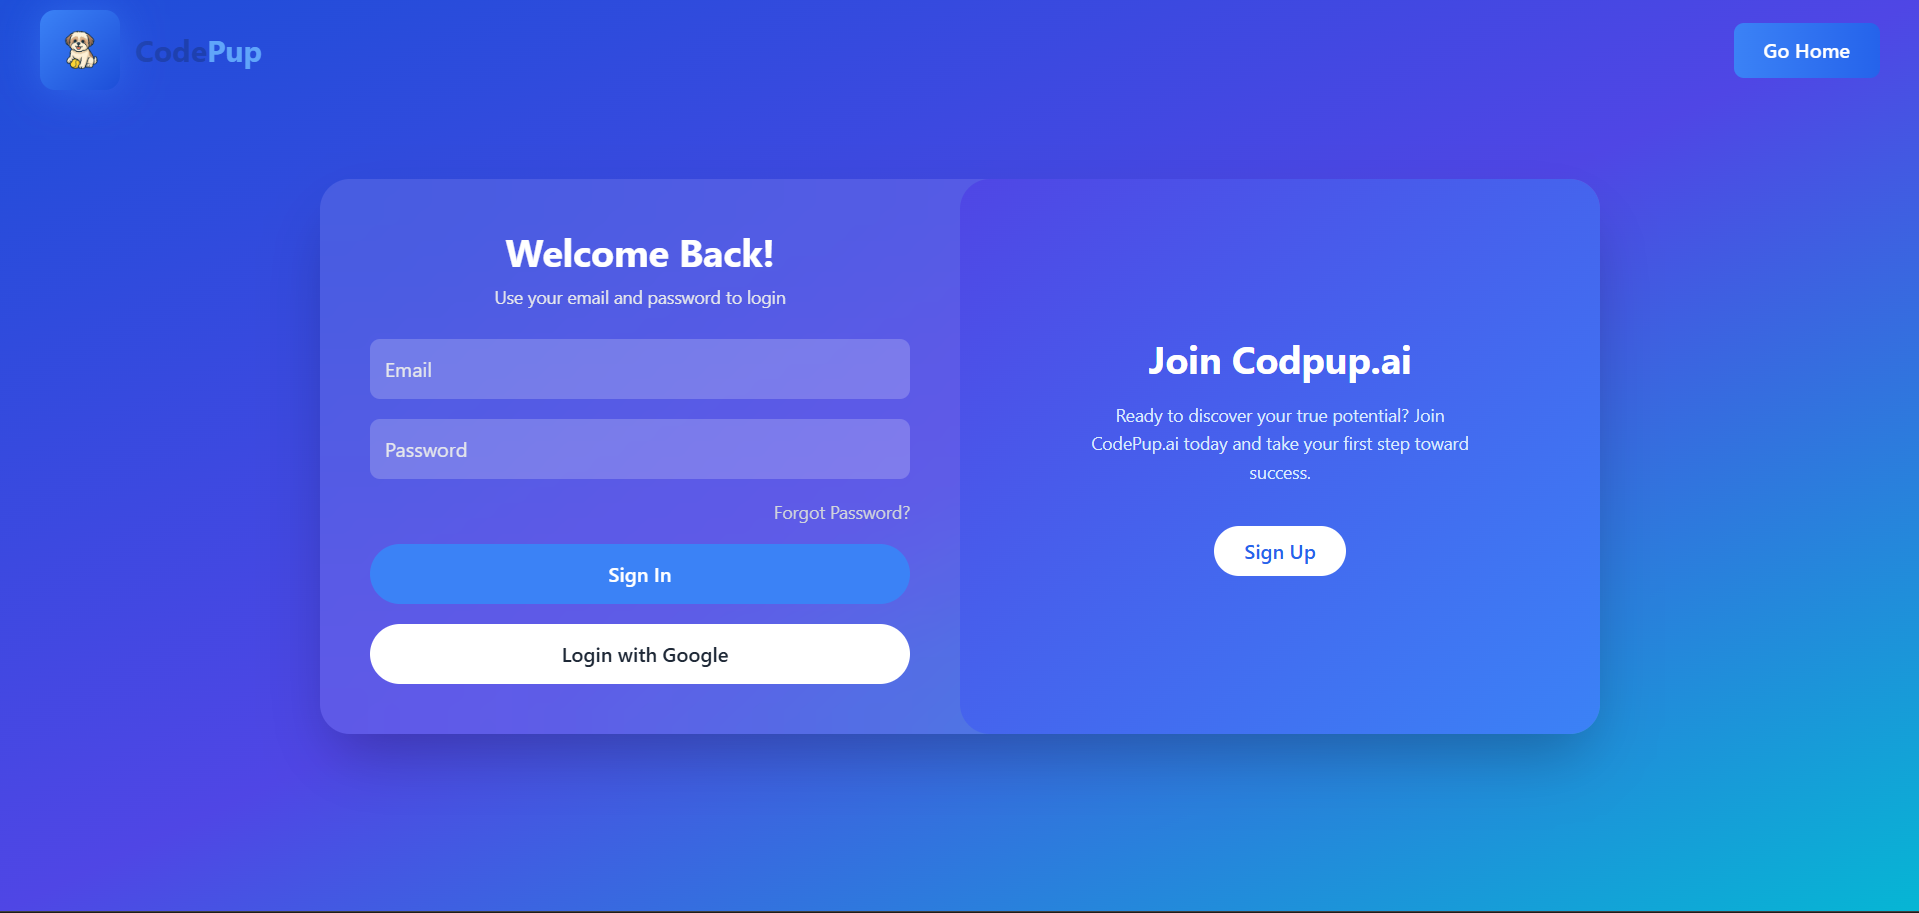 CodePup
Go Home
Welcome Back!
Use your email and password to login
Email
Password
Forgot Password?
Sign In
Login with Google
Join Codpup.ai
Ready to discover your true potential? Join
CodePup.ai today and take your first step toward
success.
Sign Up